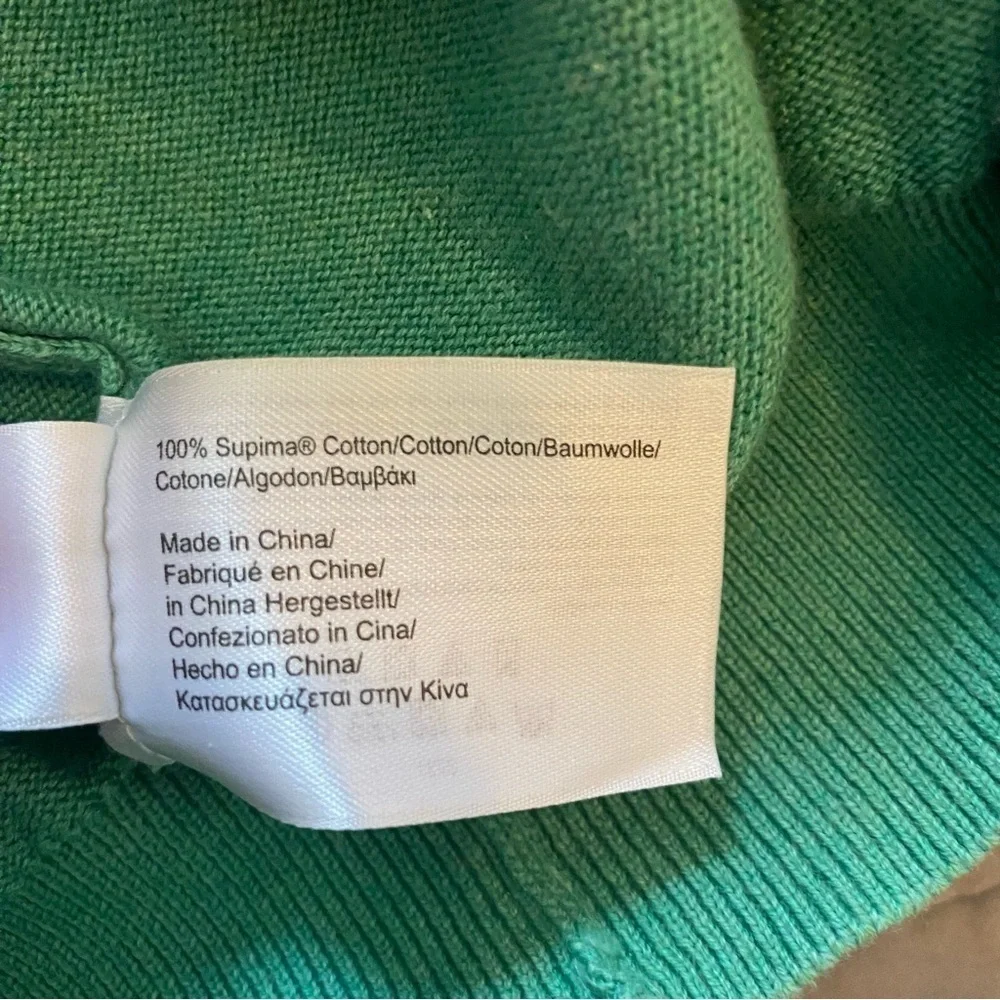 100% Supima® Cotton/Cotton/Coton/Baumwolle/
Cotone/Algodon/Βαμβάκι
Made in China/
Fabriqué en Chine/
in China Hergestellt/
Confezionato in Cina/
Hecho en China/
Κατασκευάζεται στην Κίνα